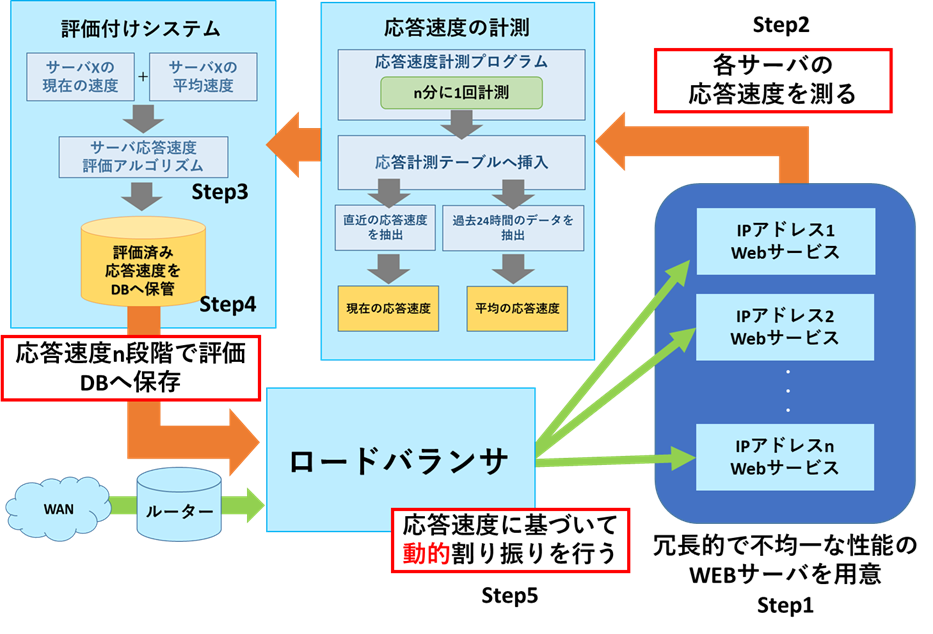 評価付けシステム
サーバXの
現在の速度
+
サーバXの
平均速度
サーバ応答速度
評価アルゴリズム
Step3
評価済み
応答速度を
DBへ保管
Step4
応答速度の計測
応答速度計測プログラム
n分に1回計測
応答計測テーブルへ挿入
直近の応答速度
を抽出
過去24時間のデータを
抽出
現在の応答速度
平均の応答速度
Step2
各サーバの
応答速度を測る
IPアドレス1
Webサービス
IPアドレス2
Webサービス
・
・
・
IPアドレスn
Webサービス
冗長的で不均一な性能の
WEBサーバを用意
Step1
応答速度n段階で評価
DBへ保存
ロードバランサ
WAN
ルーター
応答速度に基づいて
動的割り振りを行う
Step5